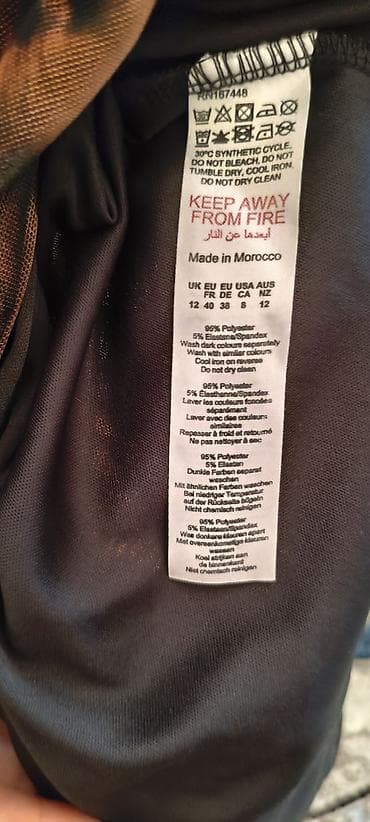 RN167448
30°C SYNTHETIC CYCLE,
DO NOT BLEACH, DO NOT
TUMBLE DRY, COOL IRON.
DO NOT DRY CLEAN
KEEP AWAY
FROM FIRE
أبعدها عن النار
Made in Morocco
UK EU EU USA AUS
FR DE CA NZ
12 40 38 8 12
95% Polyester
5% Elastane/Spandex
Wash dark colours separately
Wash with similar colours
Cool iron on reverse
Do not dry clean
95% Polyester
5% Élasthanne/Spandex
Laver les couleurs foncées
séparément
Laver avec des couleurs
similaires
Repasser à froid et retourné
Ne pas nettoyer à sec
95% Polyester
5% Elastan
Dunkle Farben separat
waschen
Mit ähnlichen Farben waschen
Bei niedriger Temperatur
auf der Rückseite bügeln
Nicht chemisch reinigen
95% Polyester
5% Elastaan/Spandex
Was donkere kleuren apart
Met overeenkomstige kleuren
wassen
Koel strijken aan
de binnenkant
Niet chemisch reinigen